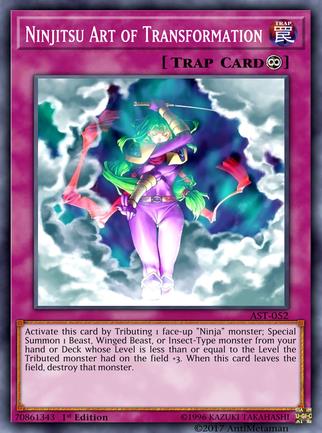 Ninjitsu Art of Transformation
TRAP
罠
[Trap Card]
AST-052
Activate this card by Tributing 1 face-up "Ninja" monster; Special
Summon 1 Beast, Winged Beast, or Insect-Type monster from your
hand or Deck whose Level is less than or equal to the Level the
Tributed monster had on the field +3. When this card leaves the
field, destroy that monster.
70861343 1st Edition ©1996 KAZUKI TAKAHASHI
©2017 AntiMetaman